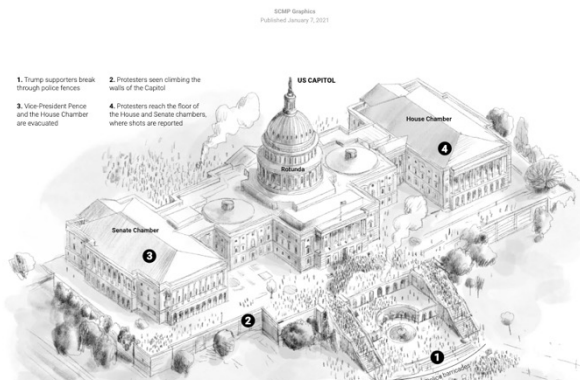 SCMP Graphics
Published January 7, 2021
1. Trump supporters break
through police fences
2. Protesters seen climbing the
walls of the Capitol
3. Vice-President Pence
and the House Chamber
are evacuated
4. Protesters reach the floor of
the House and Senate chambers,
where shots are reported
US CAPITOL
House Chamber
4
Rotunda
Senate Chamber
3
2
1
Police barricades